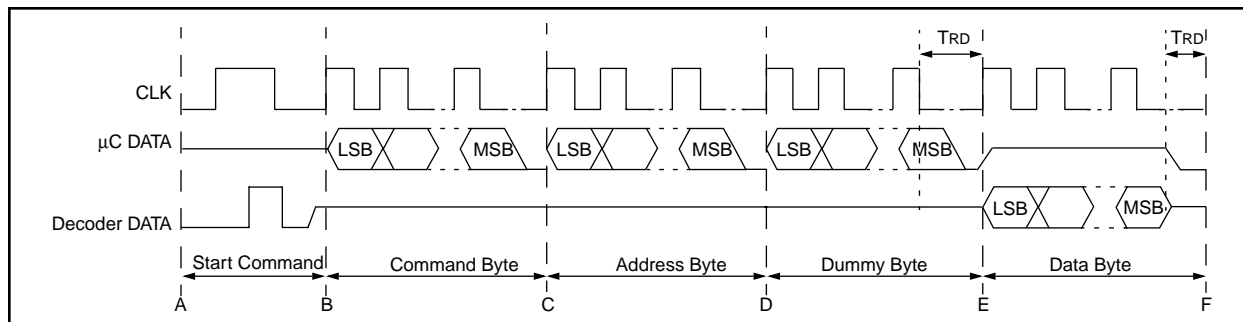 TRD TRD
CLK
μC DATA LSB MSB LSB MSB LSB MSB
Decoder DATA LSB MSB
Start Command Command Byte Address Byte Dummy Byte Data Byte
A B C D E F